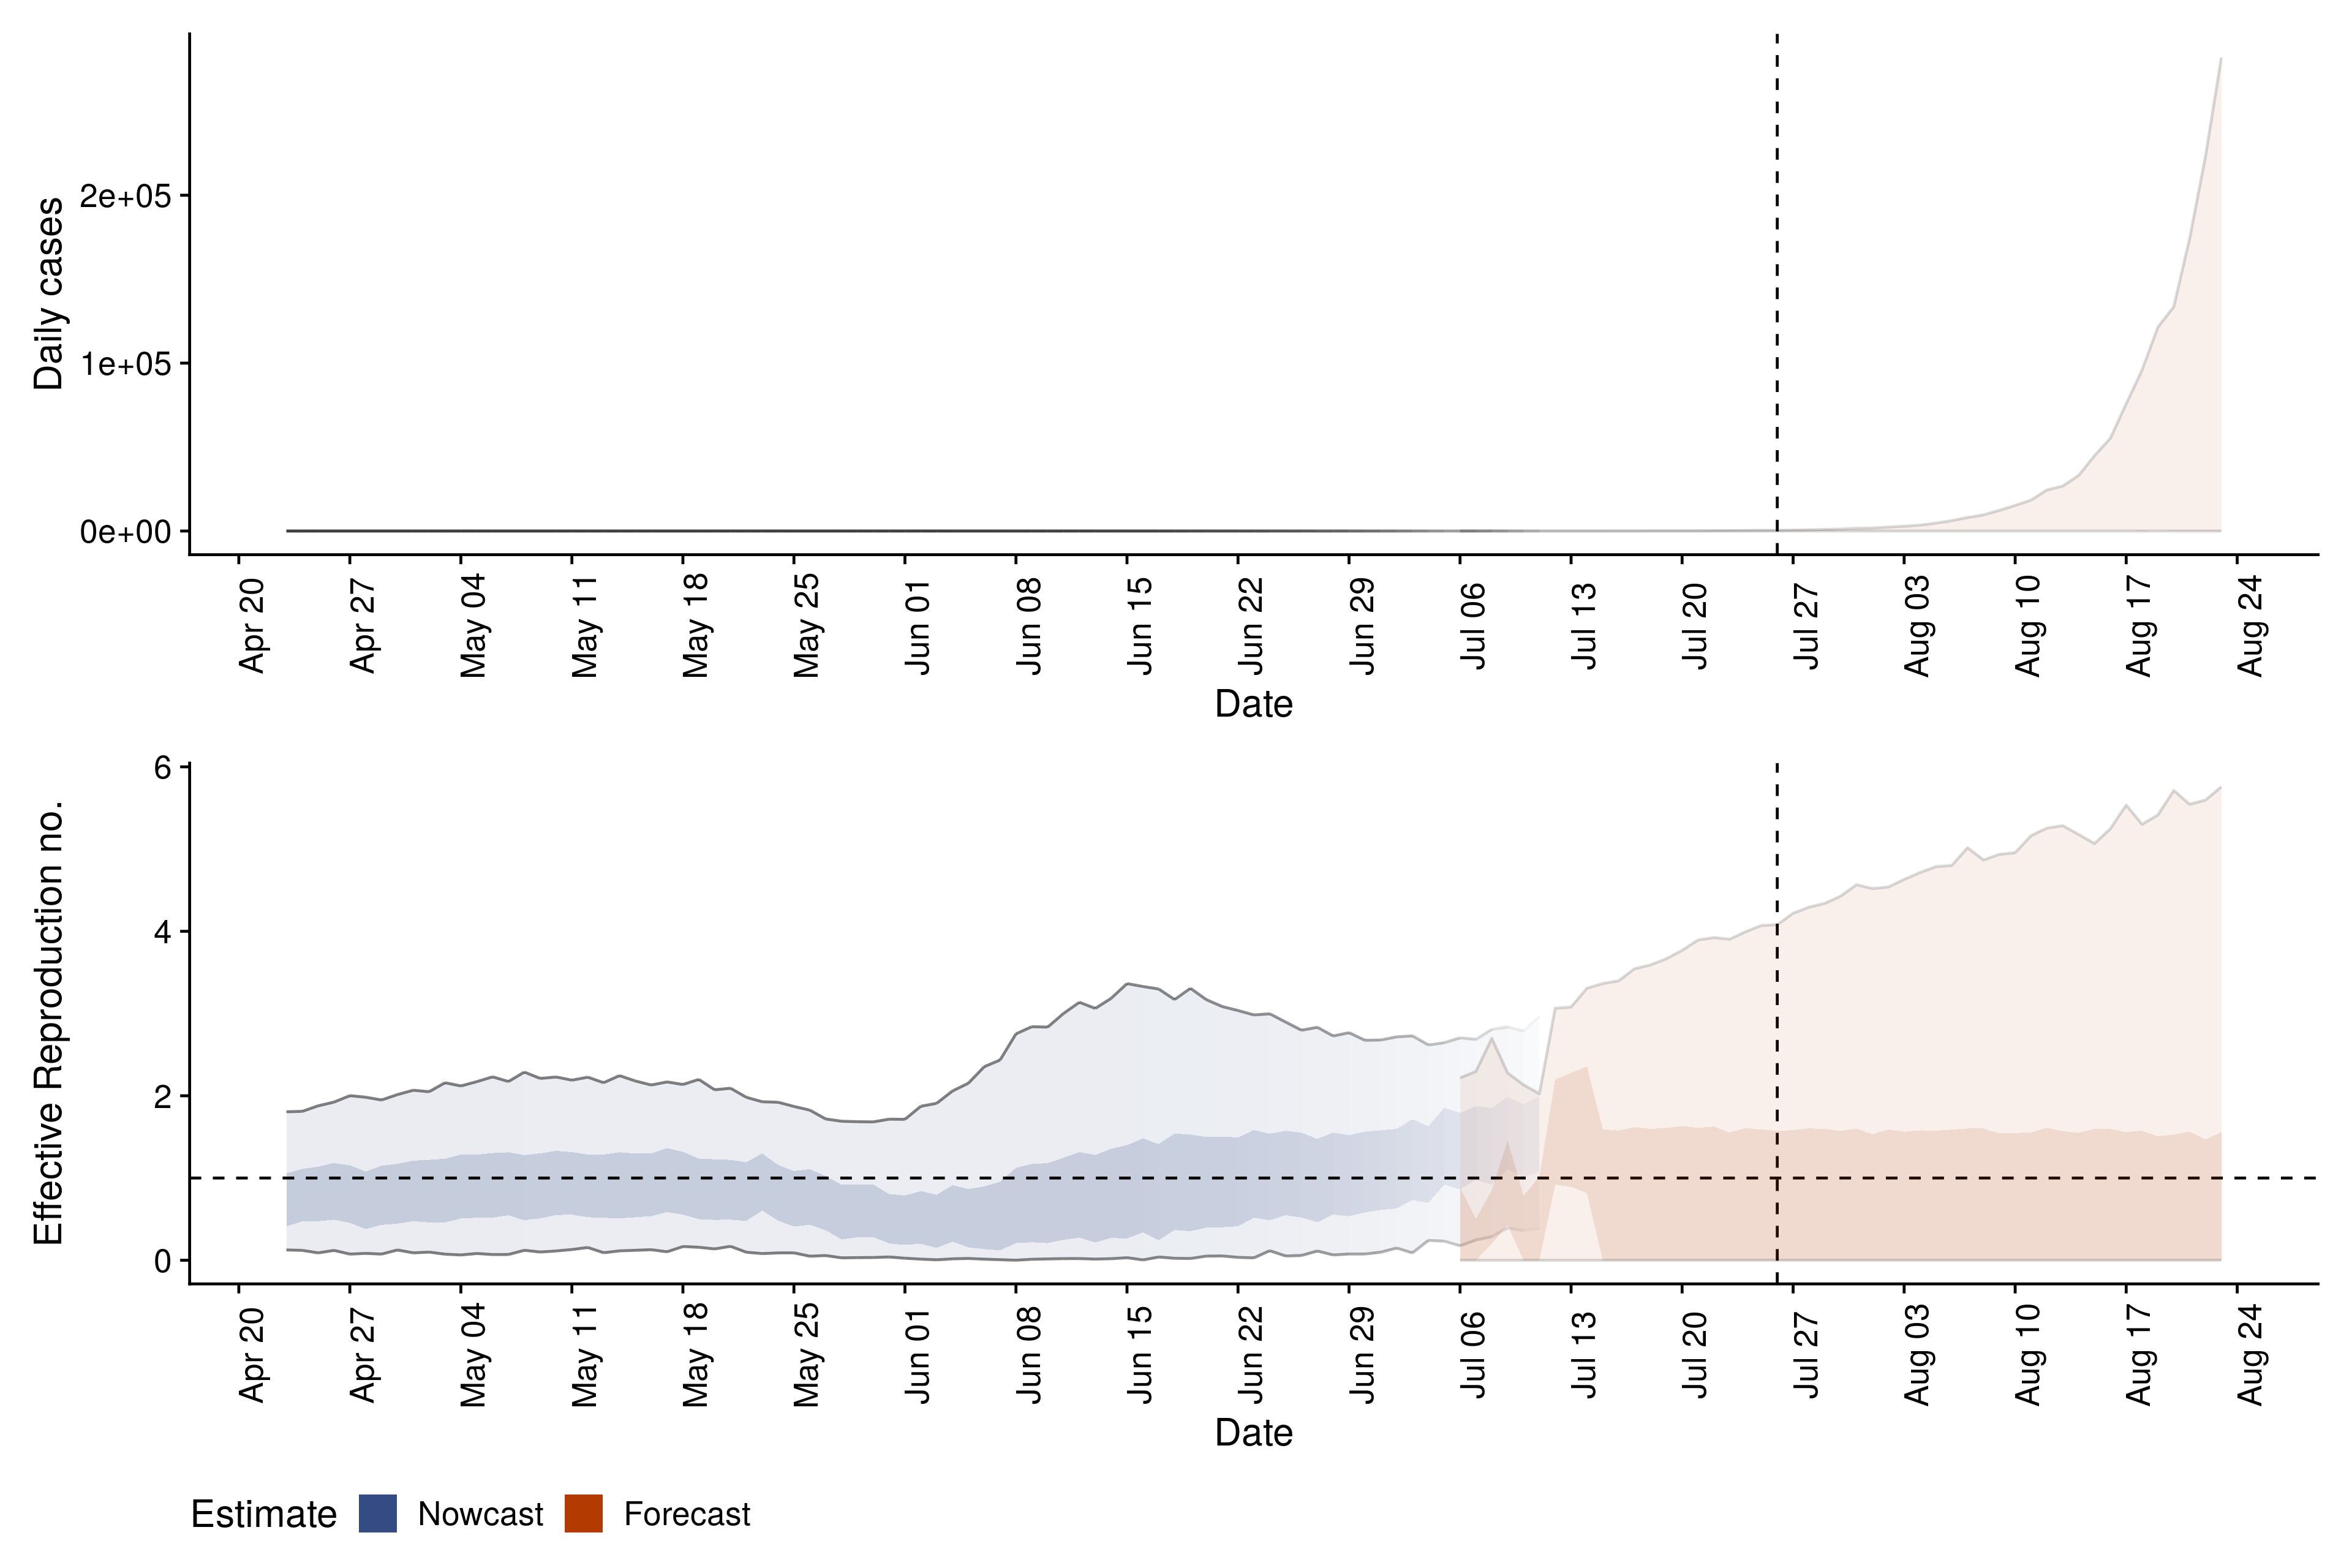 Daily cases
2e+05
1e+05
0e+00
Apr 20 Apr 27 May 04 May 11 May 18 May 25 Jun 01 Jun 08 Jun 15 Jun 22 Jun 29 Jul 06 Jul 13 Jul 20 Jul 27 Aug 03 Aug 10 Aug 17 Aug 24
Date
Effective Reproduction no.
6
4
2
0
Apr 20 Apr 27 May 04 May 11 May 18 May 25 Jun 01 Jun 08 Jun 15 Jun 22 Jun 29 Jul 06 Jul 13 Jul 20 Jul 27 Aug 03 Aug 10 Aug 17 Aug 24
Date
Estimate Nowcast Forecast